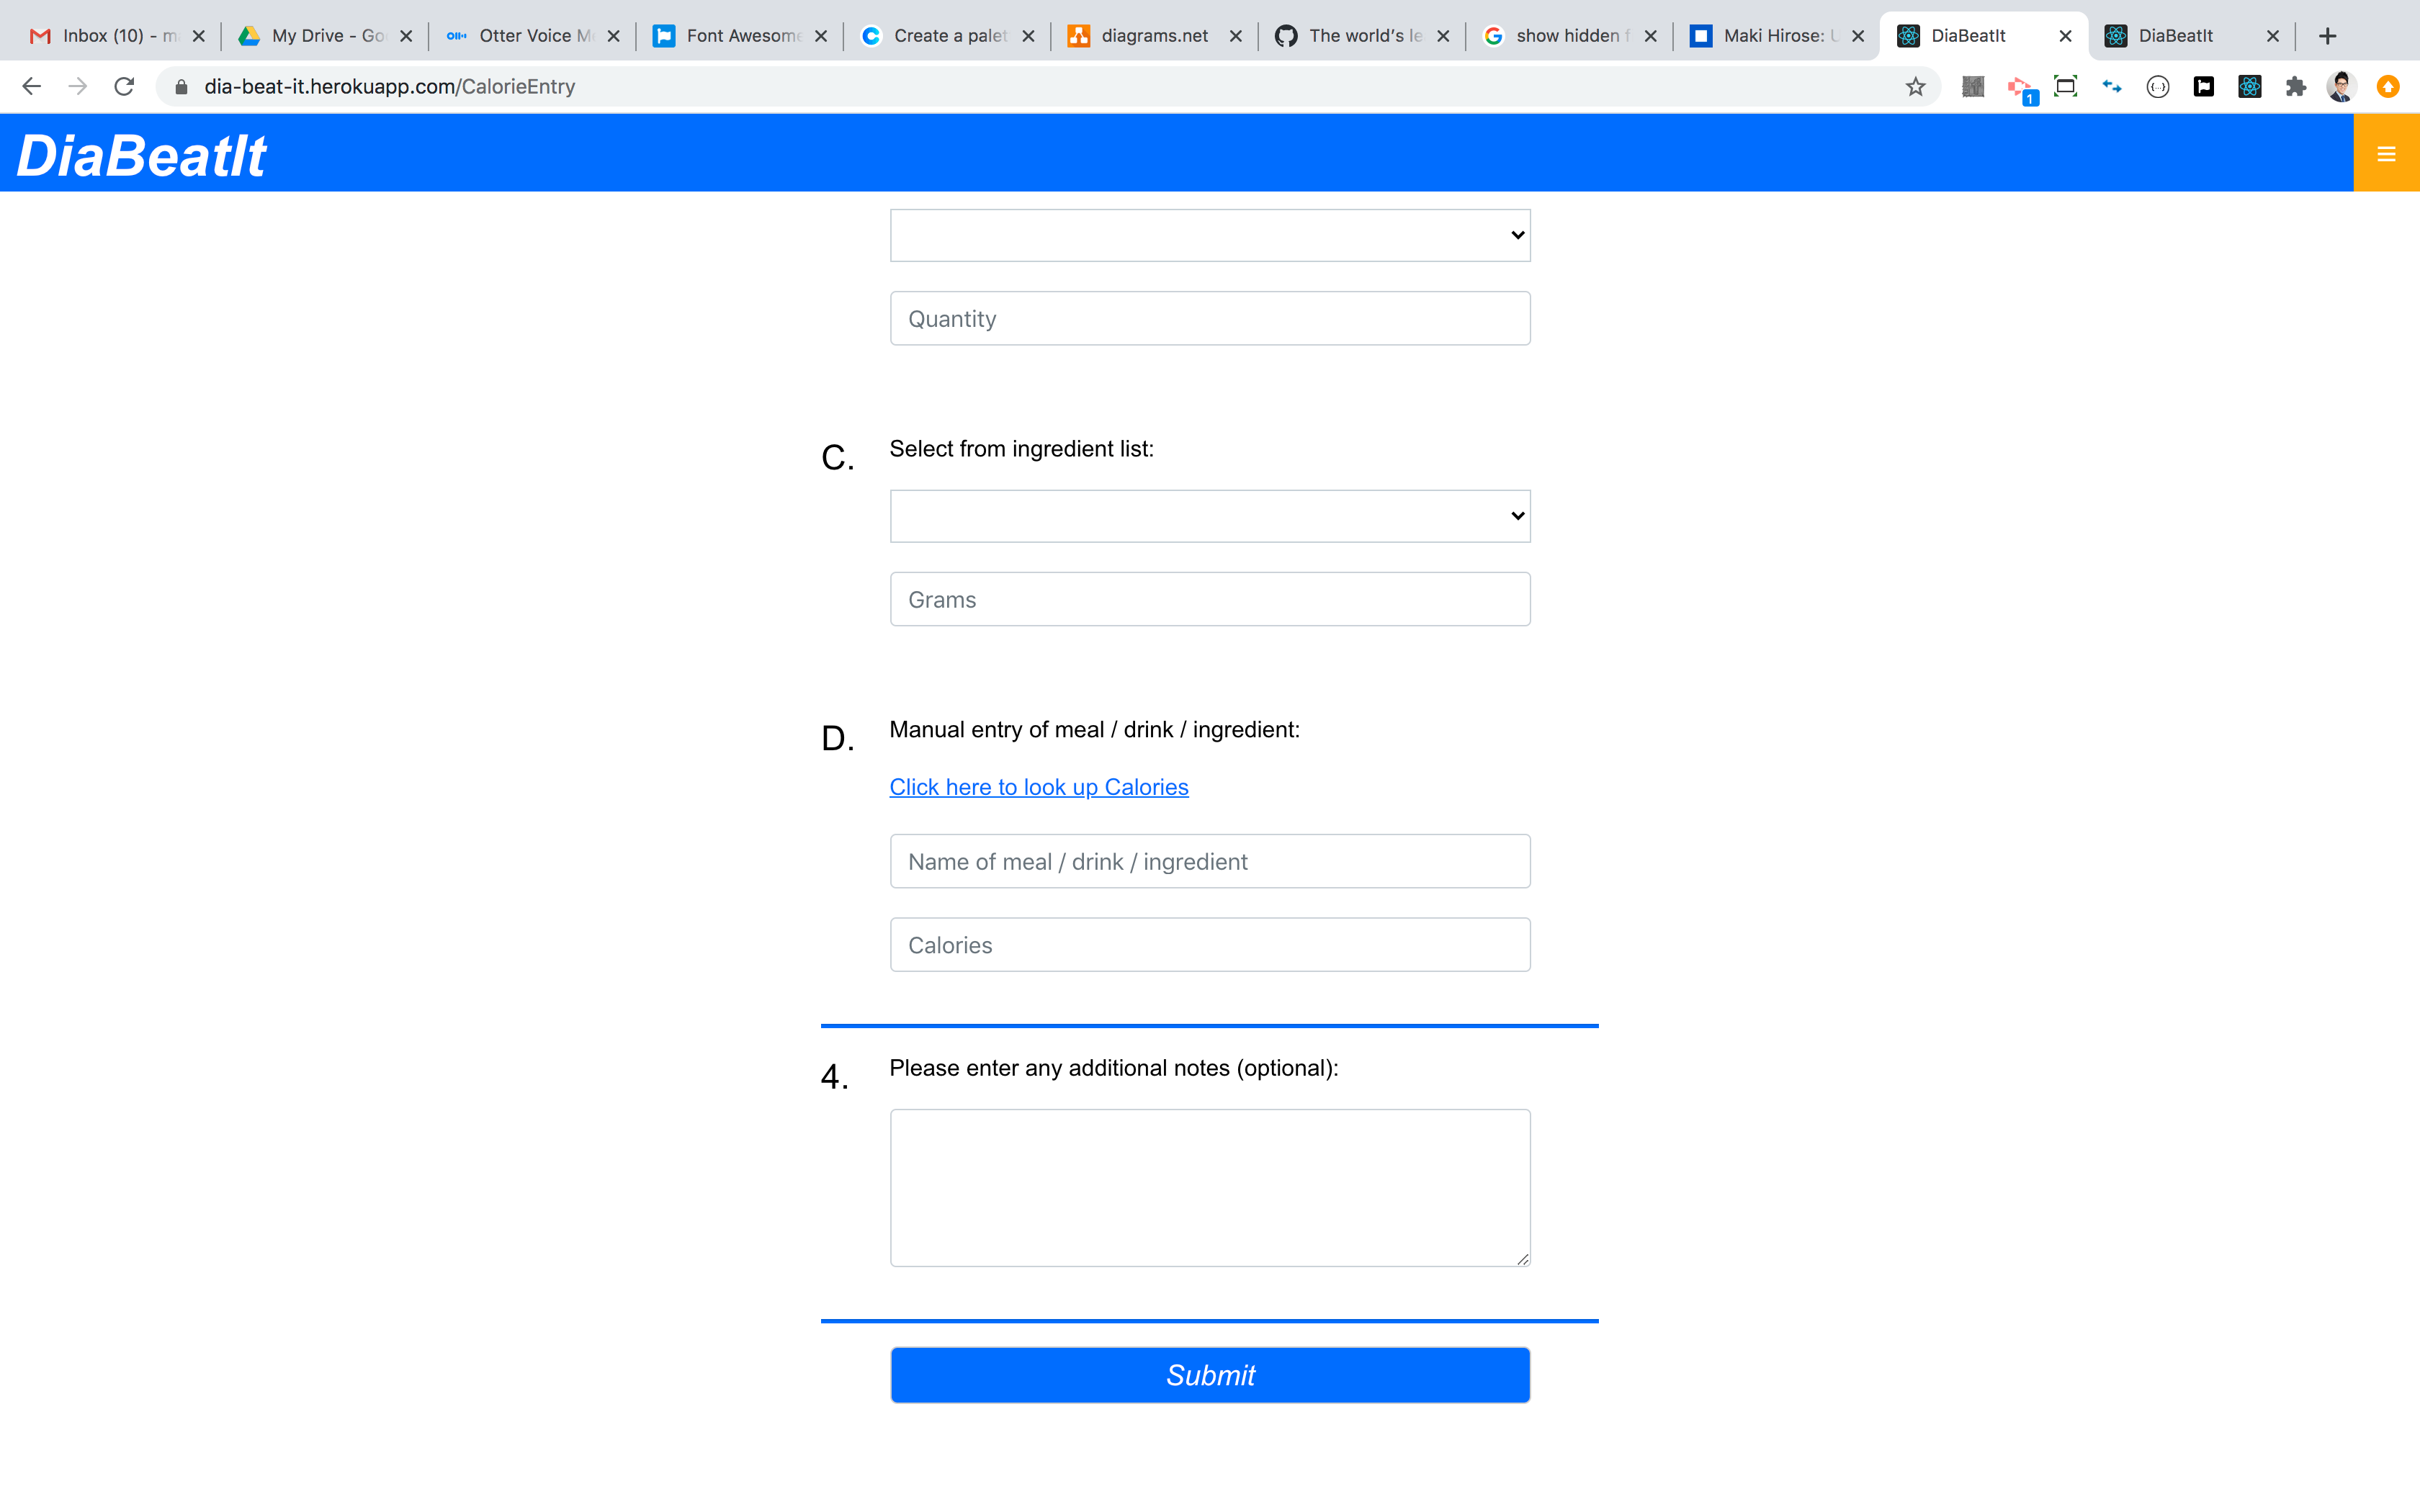 Inbox (10) - m
My Drive - Go
Otter Voice M
Font Awesome
Create a palet
diagrams.net
The world's le
show hidden f
Maki Hirose: U
DiaBeatIt
DiaBeatIt
dia-beat-it.herokuapp.com/CalorieEntry
1
DiaBeatIt
Quantity
C. Select from ingredient list:
Grams
D. Manual entry of meal / drink / ingredient:
Click here to look up Calories
Name of meal / drink / ingredient
Calories
4. Please enter any additional notes (optional):
Submit